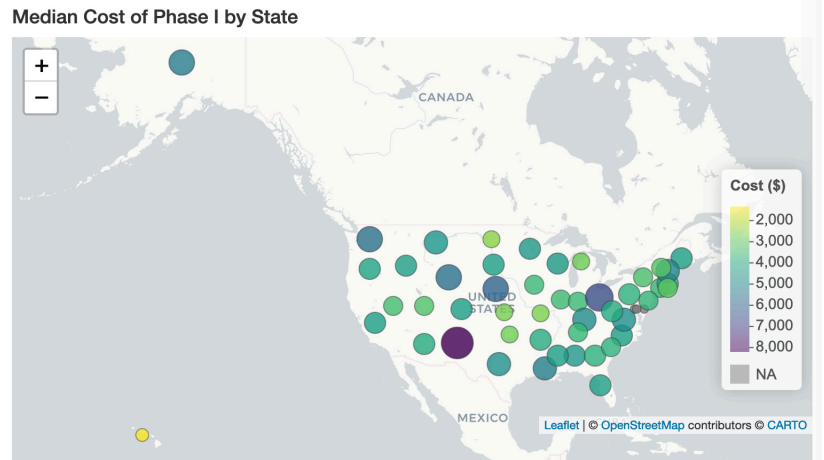 Median Cost of Phase I by State
+
−
CANADA
Cost ($)
2,000
3,000
4,000
5,000
6,000
7,000
8,000
NA
UNITED
STATES
MEXICO
Leaflet | © OpenStreetMap contributors © CARTO